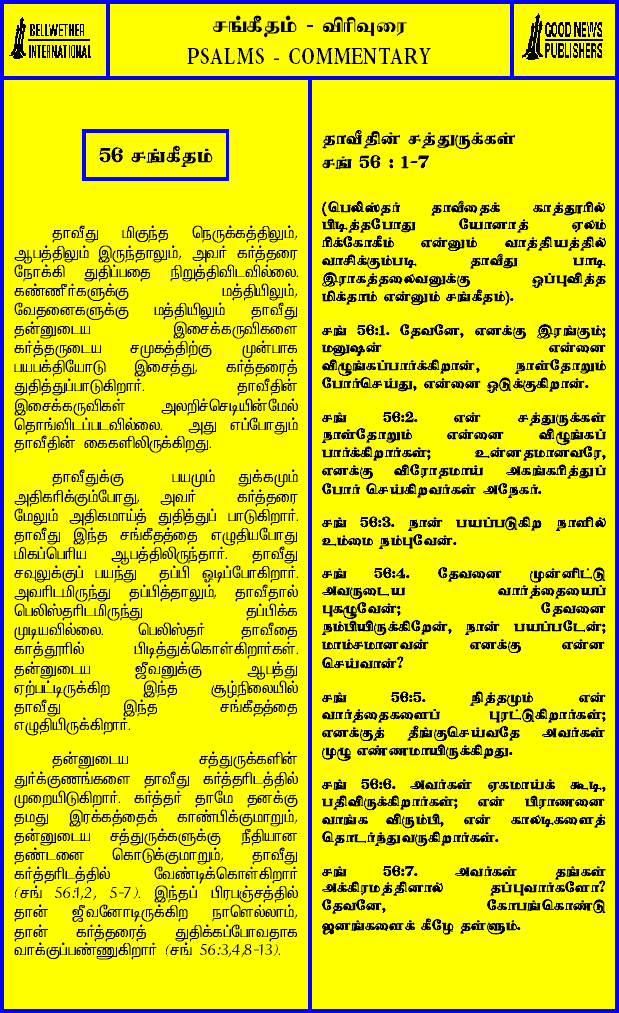 BELLWETHER
INTERNATIONAL
சங்கீதம் - விரிவுரை
PSALMS - COMMENTARY
GOOD NEWS
PUBLISHERS
56 சங்கீதம்
தாவீது மிகுந்த நெருக்கத்திலும்,
ஆபத்திலும் இருந்தாலும், அவர் கர்த்தரை
நோக்கி துதிப்பதை நிறுத்திவிடவில்லை.
கண்ணீர்களுக்கு மத்தியிலும்,
வேதனைகளுக்கு மத்தியிலும் தாவீது
தன்னுடைய இசைக்கருவிகளை
கர்த்தருடைய சமுகத்திற்கு முன்பாக
பயபக்தியோடு இசைத்து, கர்த்தரைத்
துதித்துப்பாடுகிறார். தாவீதின்
இசைக்கருவிகள் அலறிச்செடியின்மேல்
தொங்விடப்படவில்லை. அது எப்போதும்
தாவீதின் கைகளிலிருக்கிறது.
தாவீதுக்கு பயமும் துக்கமும்
அதிகரிக்கும்போது, அவர் கர்த்தரை
மேலும் அதிகமாய்த் துதித்துப் பாடுகிறார்.
தாவீது இந்த சங்கீதத்தை எழுதியபோது
மிகப்பெரிய ஆபத்திலிருந்தார். தாவீது
சவுலுக்குப் பயந்து தப்பி ஓடிப்போகிறார்.
அவரிடமிருந்து தப்பித்தாலும், தாவீதால்
பெலிஸ்தரிடமிருந்து தப்பிக்க
முடியவில்லை. பெலிஸ்தர் தாவீதை
காத்தூரில் பிடித்துக்கொள்கிறார்கள்.
தன்னுடைய ஜீவனுக்கு ஆபத்து
ஏற்பட்டிருக்கிற இந்த சூழ்நிலையில்
தாவீது இந்த சங்கீதத்தை
எழுதியிருக்கிறார்.
தன்னுடைய சத்துருக்களின்
துர்க்குணங்களை தாவீது கர்த்தரிடத்தில்
முறையிடுகிறார். கர்த்தர் தாமே தனக்கு
தமது இரக்கத்தைக் காண்பிக்குமாறும்,
தன்னுடைய சத்துருக்களுக்கு நீதியான
தண்டனை கொடுக்குமாறும், தாவீது
கர்த்தரிடத்தில் வேண்டிக்கொள்கிறார்
(சங் 56:1,2, 5-7). இந்தப் பிரபஞ்சத்தில்
தான் ஜீவனோடிருக்கிற நாளெல்லாம்,
தான் கர்த்தரைத் துதிக்கப்போவதாக
வாக்குப்பண்ணுகிறார் (சங் 56:3,4,8-13).
தாவீதின் சத்துருக்கள்
சங் 56 : 1-7
(பெலிஸ்தர் தாவீதைக் காத்தூரில்
பிடித்தபோது யோனாத் ஏலம்
ரிக்கோகீம் என்னும் வாத்தியத்தில்
வாசிக்கும்படி தாவீது பாடி
இராகத்தலைவனுக்கு ஒப்புவித்த
மிக்தாம் என்னும் சங்கீதம்).
சங் 56:1. தேவனே, எனக்கு இரங்கும்;
மனுஷன் என்னை
விழுங்கப்பார்க்கிறான், நாள்தோறும்
போர்செய்து, என்னை ஒடுக்குகிறான்.
சங் 56:2. என் சத்துருக்கள்
நாள்தோறும் என்னை விழுங்கப்
பார்க்கிறார்கள்; உன்னதமானவரே,
எனக்கு விரோதமாய் அகங்கரித்துப்
போர் செய்கிறவர்கள் அநேகர்.
சங் 56:3. நான் பயப்படுகிற நாளில்
உம்மை நம்புவேன்.
சங் 56:4. தேவனை முன்னிட்டு
அவருடைய வார்த்தையைப்
புகழுவேன்; தேவனை
நம்பியிருக்கிறேன், நான் பயப்படேன்;
மாம்சமானவன் எனக்கு என்ன
செய்வான்?
சங் 56:5. நித்தமும் என்
வார்த்தைகளைப் புரட்டுகிறார்கள்;
எனக்குத் தீங்குசெய்வதே அவர்கள்
முழு எண்ணமாயிருக்கிறது.
சங் 56:6. அவர்கள் ஏகமாய்க் கூடி,
பதிவிருக்கிறார்கள்; என் பிராணனை
வாங்க விரும்பி, என் காலடிகளைத்
தொடர்ந்துவருகிறார்கள்.
சங் 56:7. அவர்கள் தங்கள்
அக்கிரமத்தினால் தப்புவார்களோ?
தேவனே, கோபங்கொண்டு
ஜனங்களைக் கீழே தள்ளும்.